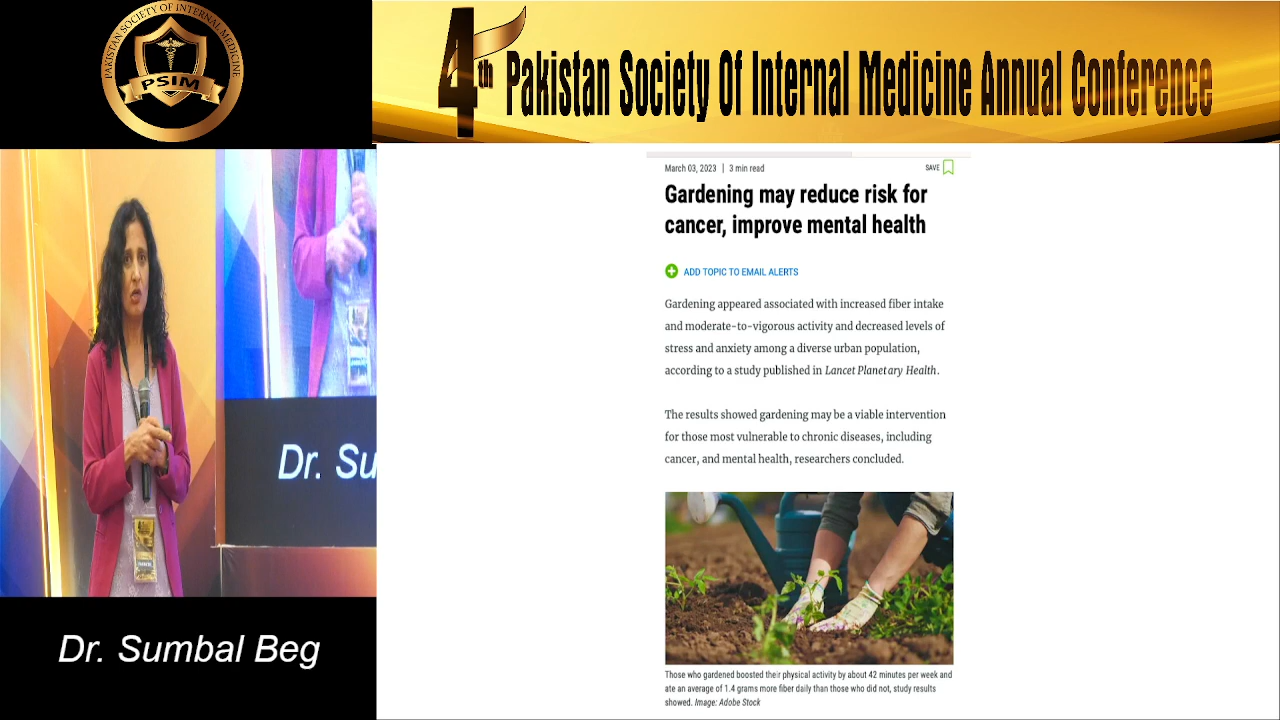 PAKISTAN SOCIETY OF INTERNAL MEDICINE
PSIM
4th Pakistan Society Of Internal Medicine Annual Conference
March 03, 2023 | 3 min read
SAVE
Gardening may reduce risk for
cancer, improve mental health
ADD TOPIC TO EMAIL ALERTS
Gardening appeared associated with increased fiber intake
and moderate-to-vigorous activity and decreased levels of
stress and anxiety among a diverse urban population,
according to a study published in Lancet Planetary Health.
The results showed gardening may be a viable intervention
for those most vulnerable to chronic diseases, including
cancer, and mental health, researchers concluded.
Those who gardened boosted their physical activity by about 42 minutes per week and
ate an average of 1.4 grams more fiber daily than those who did not, study results
showed. Image: Adobe Stock
Dr. Su
Dr. Sumbal Beg